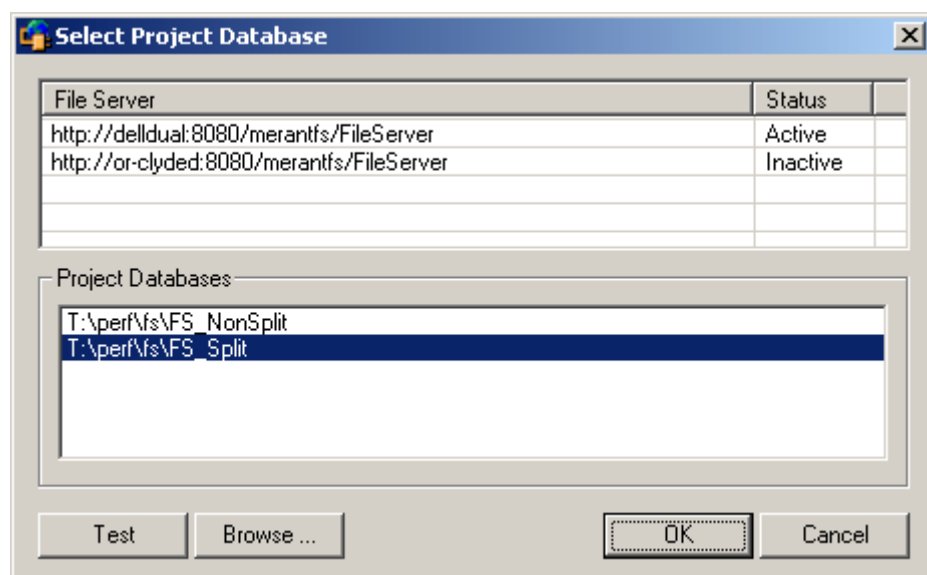 Select Project Database
File Server Status
http://delldual:8080/merantfs/FileServer Active
http://or-clyded:8080/merantfs/FileServer Inactive
Project Databases
T:\perf\fs\FS_NonSplit
T:\perf\fs\FS_Split
Test Browse ... OK Cancel